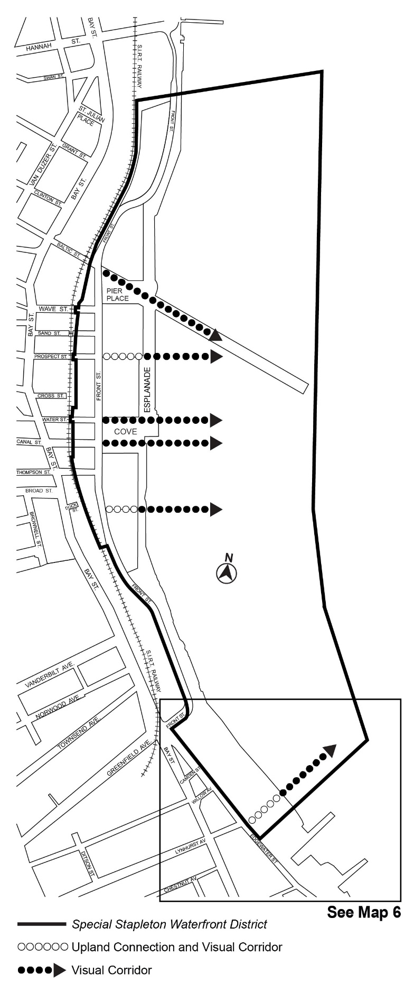 BAY ST.
HANNAH ST.
S.I.R.T. RAILWAY
SWAN ST.
ST. JULIAN
PLACE
FRONT ST.
GRANT ST.
VAN DUZER ST.
BAY ST.
CLINTON ST.
FRONT ST.
BALTIC ST.
PIER
PLACE
WAVE ST.
BAY ST.
SAND ST.
PROSPECT ST.
FRONT ST.
ESPLANADE
CROSS ST.
WATER ST.
COVE
CANAL ST.
BAY ST.
THOMPSON ST.
BROAD ST.
DOCK
ST.
BROWNELL ST.
N
BAY ST.
FRONT ST.
S.I.R.T. RAILWAY
VANDERBILT AVE.
NORWOOD AVE.
FRONT ST.
TOWNSEND AVE.
GREENFIELD AVE.
BAY ST
CAMDEN ST
WILLOW AV
LYNHURST AV
EDGEWATER ST
DITSON ST
CHESTNUT AV
See Map 6
Special Stapleton Waterfront District
Upland Connection and Visual Corridor
Visual Corridor